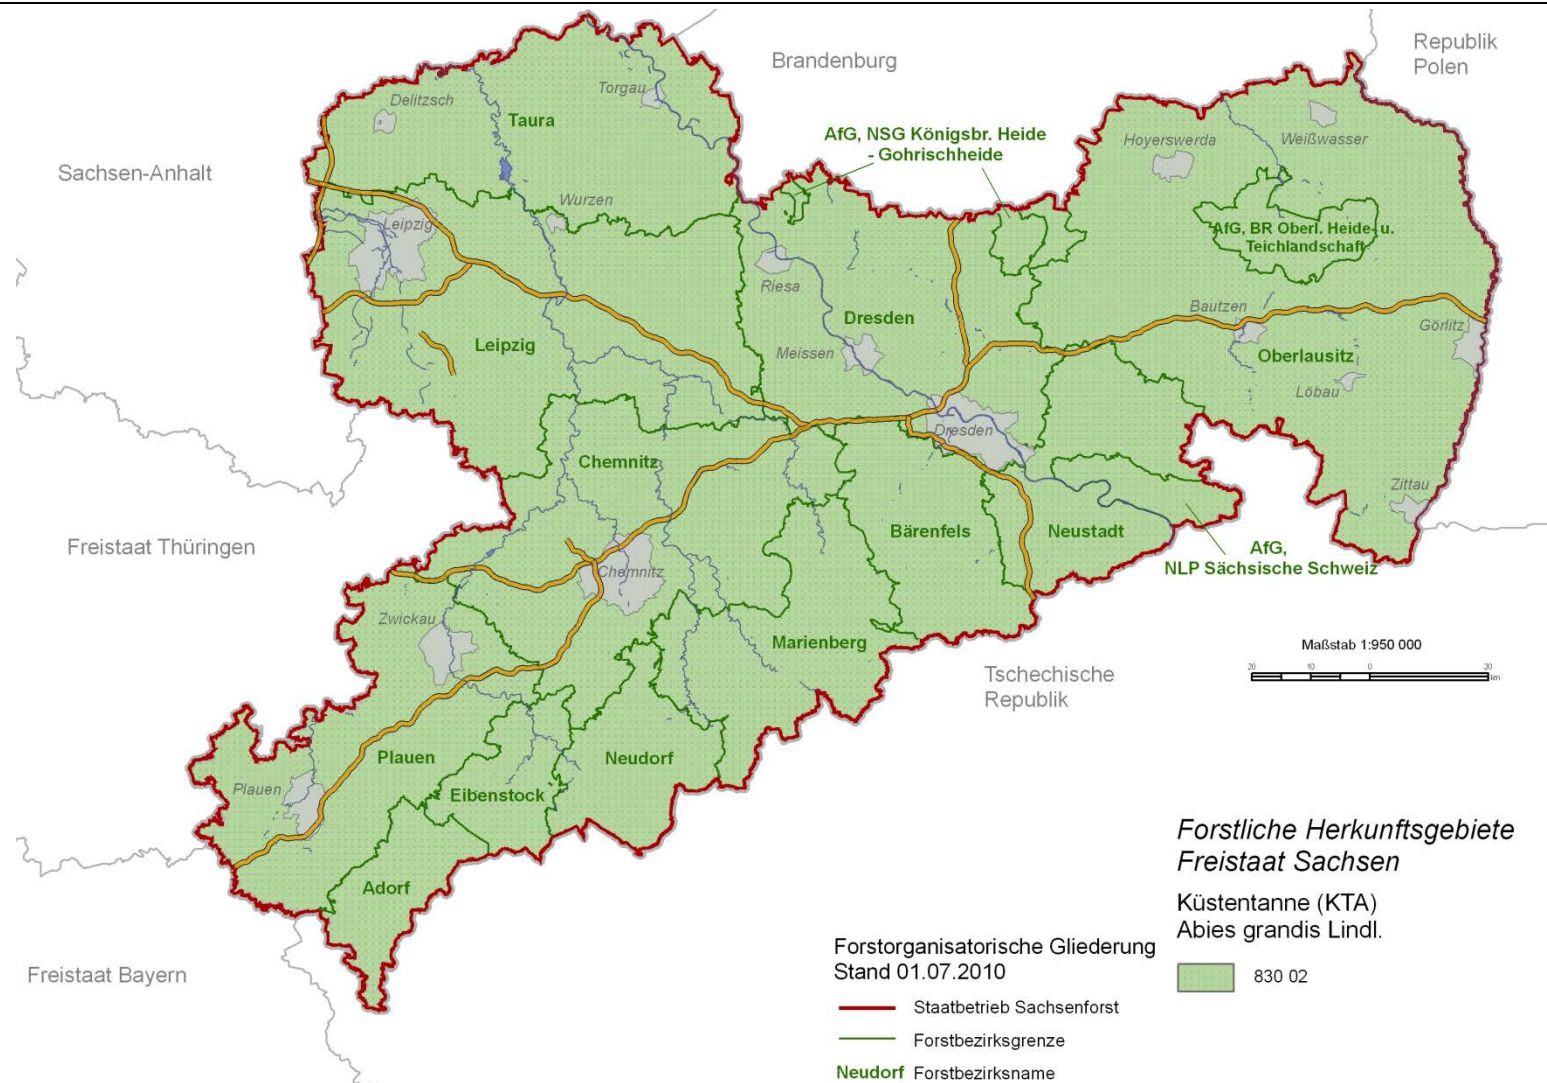 Brandenburg
Republik
Polen
Delitzsch
Torgau
Taura
AfG, NSG Königsbr. Heide
- Gohrischheide
Hoyerswerda
Weißwasser
Sachsen-Anhalt
Wurzen
Leipzig
AfG, BR Oberl. Heide- u.
Teichlandschaft
Riesa
Bautzen
Dresden
Görlitz
Leipzig
Meissen
Oberlausitz
Löbau
Dresden
Chemnitz
Zittau
Bärenfels
Neustadt
Freistaat Thüringen
AfG,
NLP Sächsische Schweiz
Chemnitz
Zwickau
Marienberg
Maßstab 1:950 000
20 10 0 20
km
Tschechische
Republik
Plauen
Neudorf
Plauen
Eibenstock
Forstliche Herkunftsgebiete
Freistaat Sachsen
Adorf
Küstentanne (KTA)
Abies grandis Lindl.
Forstorganisatorische Gliederung
Stand 01.07.2010
Freistaat Bayern
830 02
Staatbetrieb Sachsenforst
Forstbezirksgrenze
Neudorf Forstbezirksname